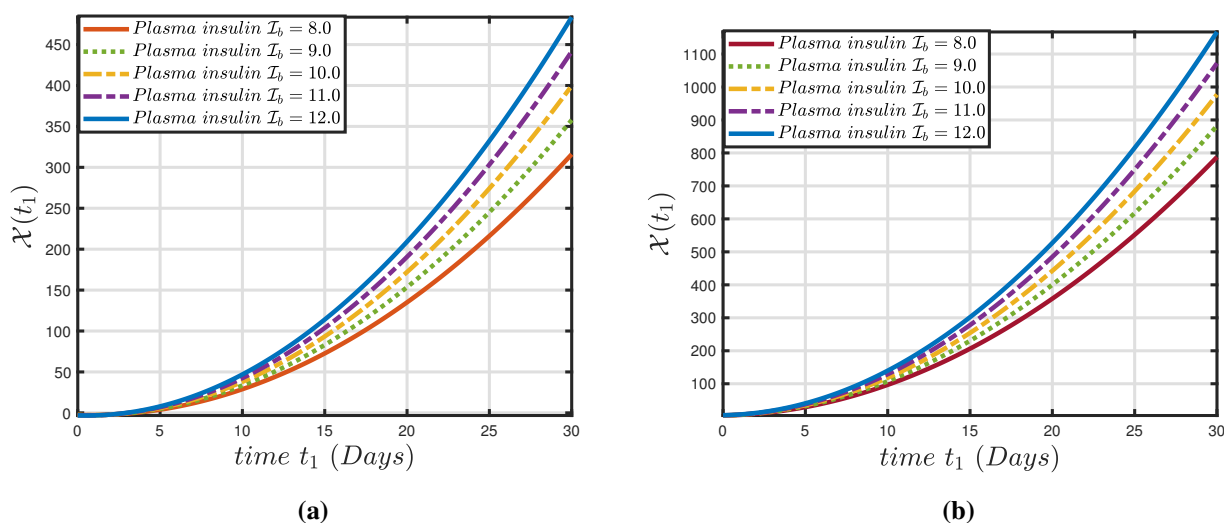 Plasma insulin I_b = 8.0
Plasma insulin I_b = 9.0
Plasma insulin I_b = 10.0
Plasma insulin I_b = 11.0
Plasma insulin I_b = 12.0
450
400
350
300
250
200
150
100
50
0
X(t₁)
0 5 10 15 20 25 30
time t₁ (Days)
(a)
Plasma insulin I_b = 8.0
Plasma insulin I_b = 9.0
Plasma insulin I_b = 10.0
Plasma insulin I_b = 11.0
Plasma insulin I_b = 12.0
1100
1000
900
800
700
600
500
400
300
200
100
X(t₁)
0 5 10 15 20 25 30
time t₁ (Days)
(b)